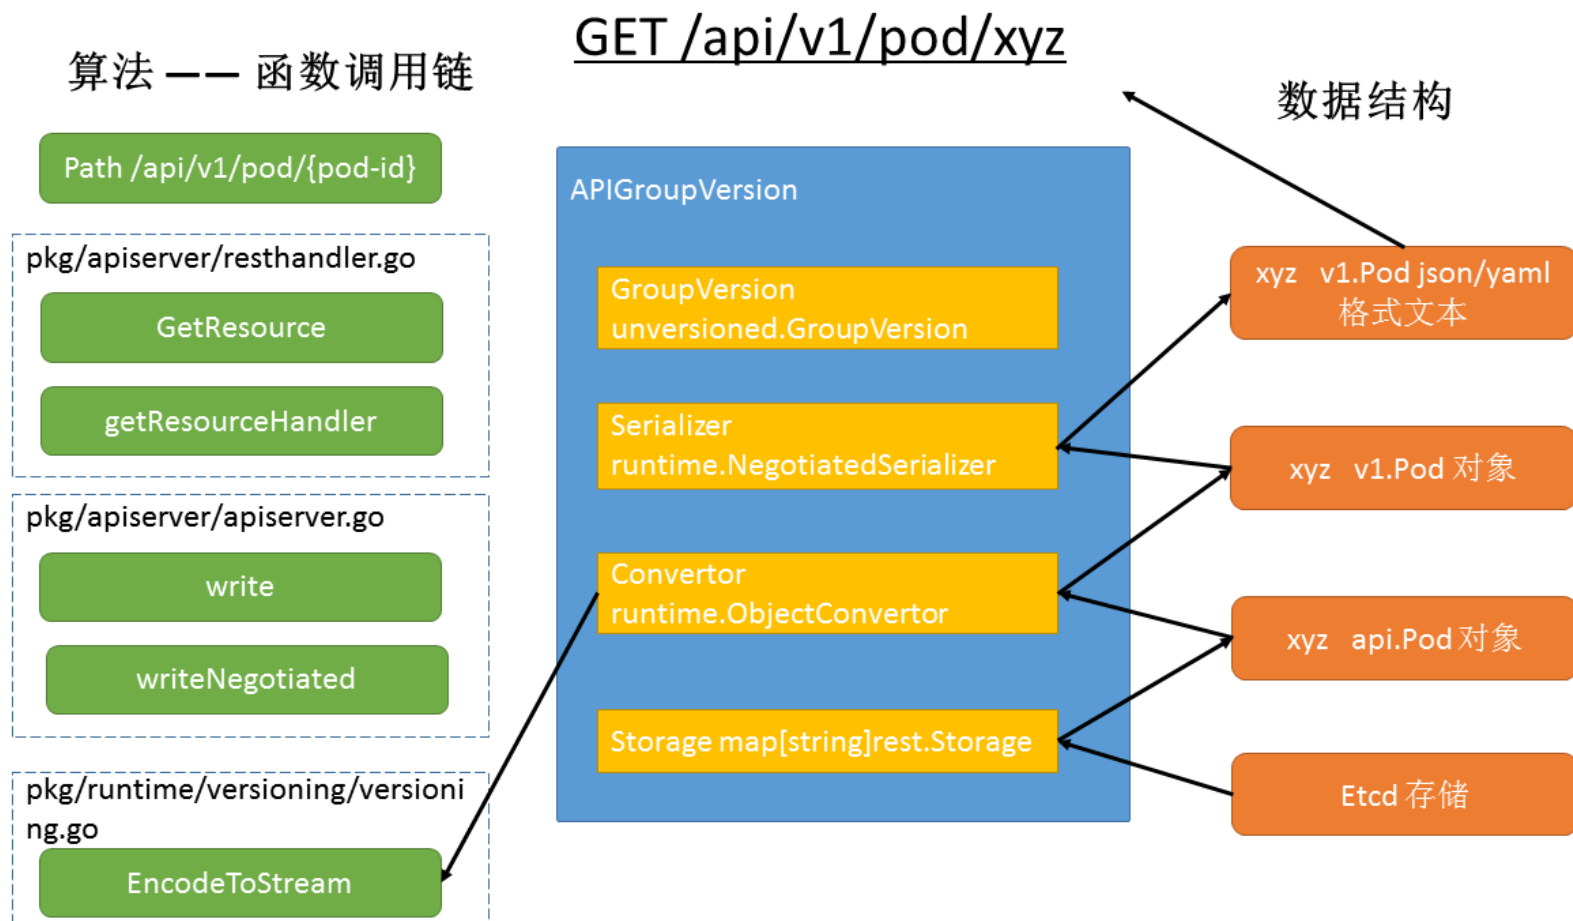 GET /api/v1/pod/xyz
算法 —— 函数调用链
数据结构
Path /api/v1/pod/{pod-id}
pkg/apiserver/resthandler.go
GetResource
getResourceHandler
pkg/apiserver/apiserver.go
write
writeNegotiated
pkg/runtime/versioning/versioni
ng.go
EncodeToStream
APIGroupVersion
GroupVersion
unversioned.GroupVersion
Serializer
runtime.NegotiatedSerializer
Convertor
runtime.ObjectConvertor
Storage map[string]rest.Storage
xyz v1.Pod json/yaml
格式文本
xyz v1.Pod 对象
xyz api.Pod 对象
Etcd 存储